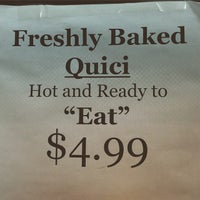 Freshly Baked
Quici
Hot and Ready to
“Eat”
$4.99